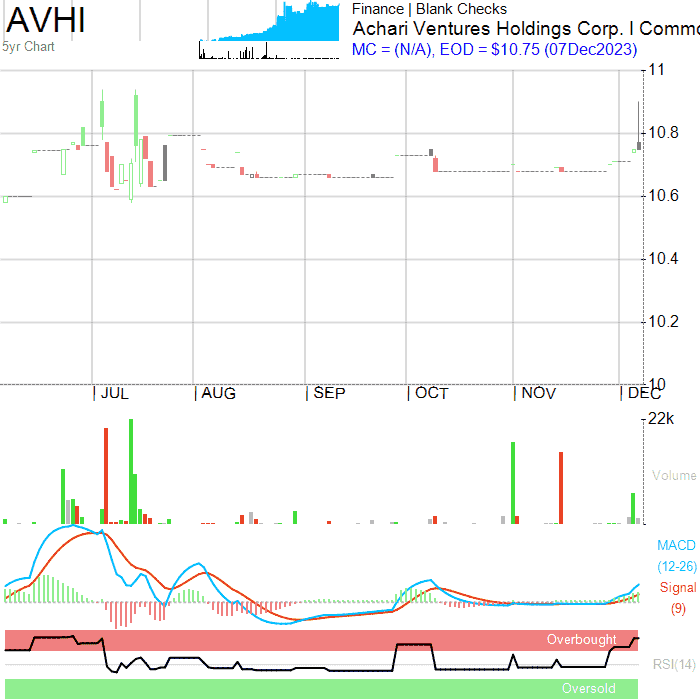 AVHI
5yr Chart
Finance | Blank Checks
Achari Ventures Holdings Corp. I Commo
MC = (N/A), EOD = $10.75 (07Dec2023)
11
10.8
10.6
10.4
10.2
10
| JUL | AUG | SEP | OCT | NOV | DEC
22k
Volume
MACD
(12-26)
Signal
(9)
Overbought
RSI(14)
Oversold